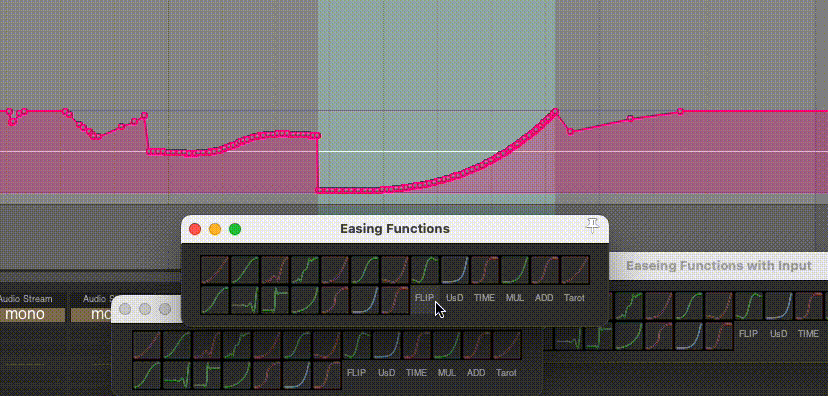 Easing Functions
FLIP UsD TIME MUL ADD Tarot
Easeing Functions with Input
FLIP UsD TIME
Audio Stream
mono
Audio S
mono
FLIP UsD TIME MUL ADD Tarot